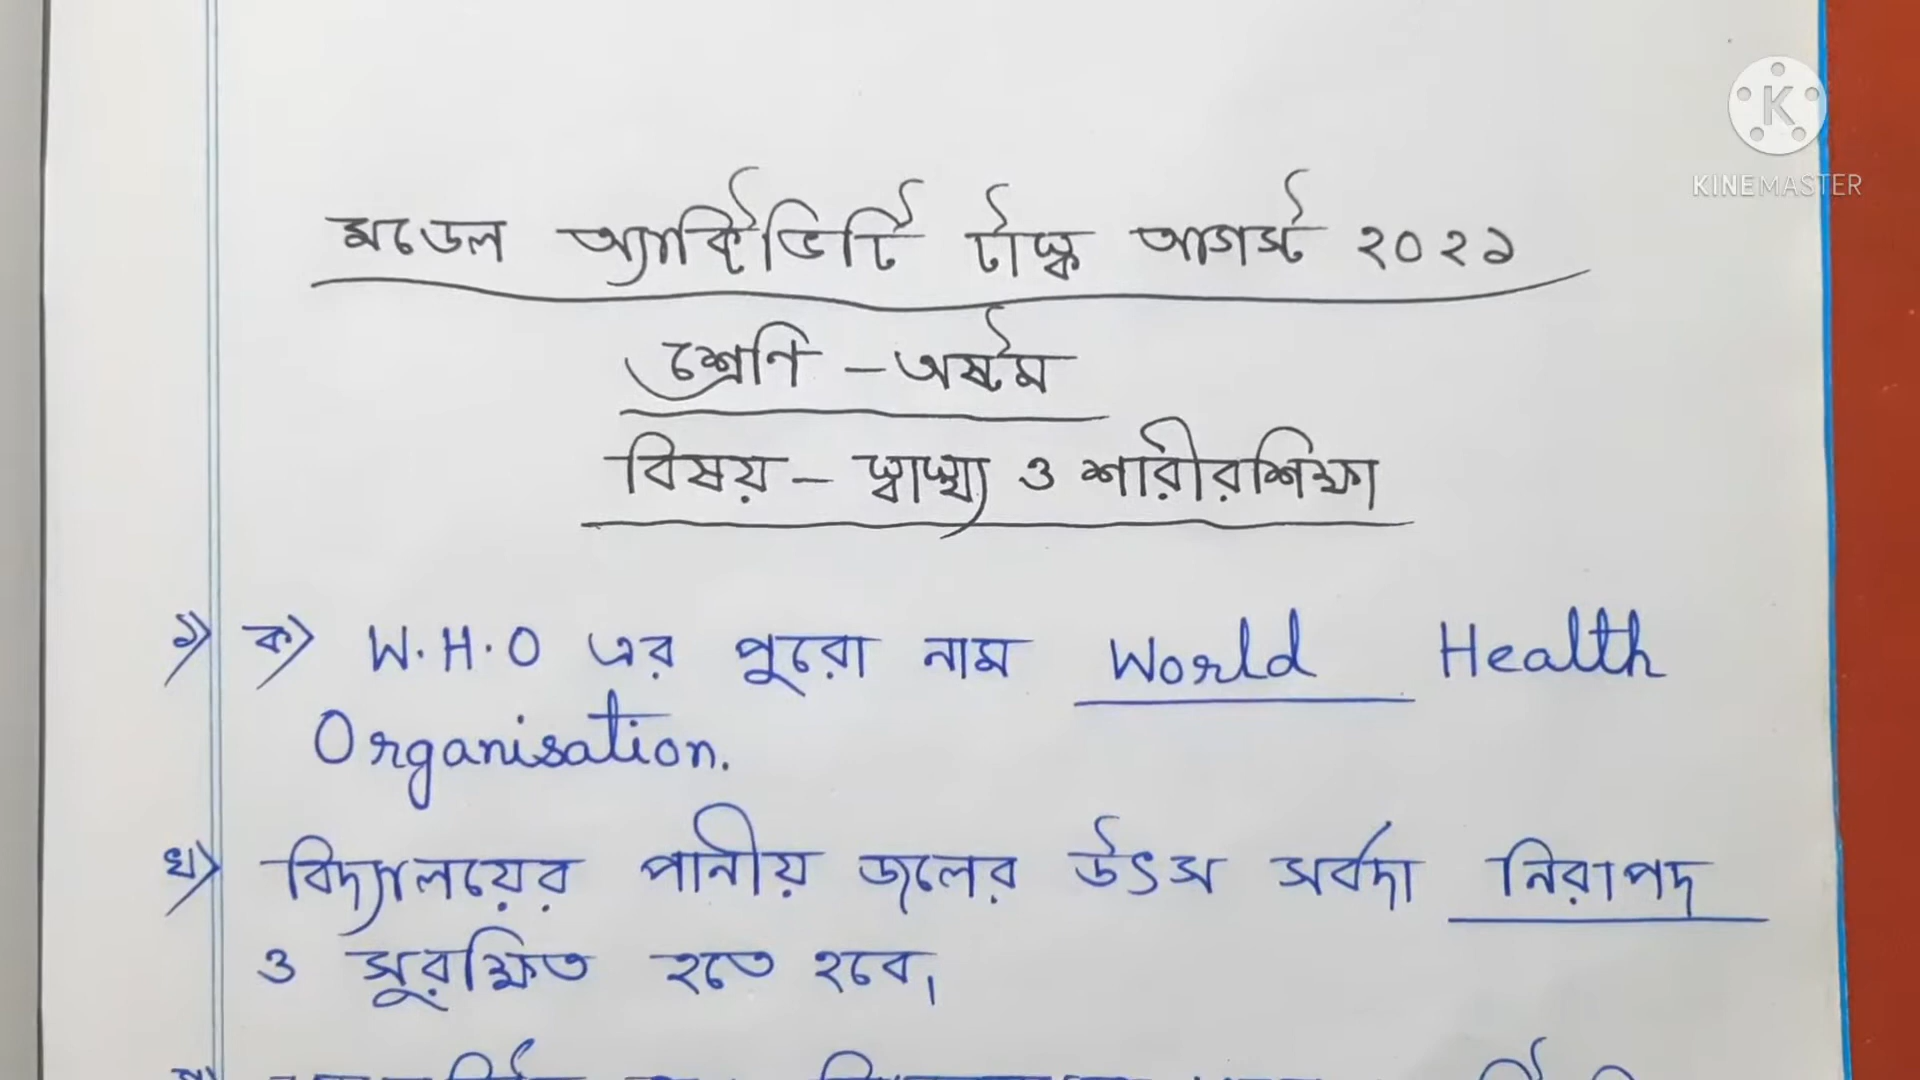 KINEMASTER
মডেল অ্যাক্টিভিটি টাস্ক আগস্ট ২০২১
শ্রেণি – অষ্টম
বিষয় – স্বাস্থ্য ও শারীরশিক্ষা
১) ক) W.H.O এর পুরো নাম World Health
Organisation.
খ) বিদ্যালয়ের পানীয় জলের উৎস সর্বদা নিরাপদ
ও সুরক্ষিত হতে হবে।